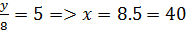 y/8 = 5 => x = 8.5 = 40